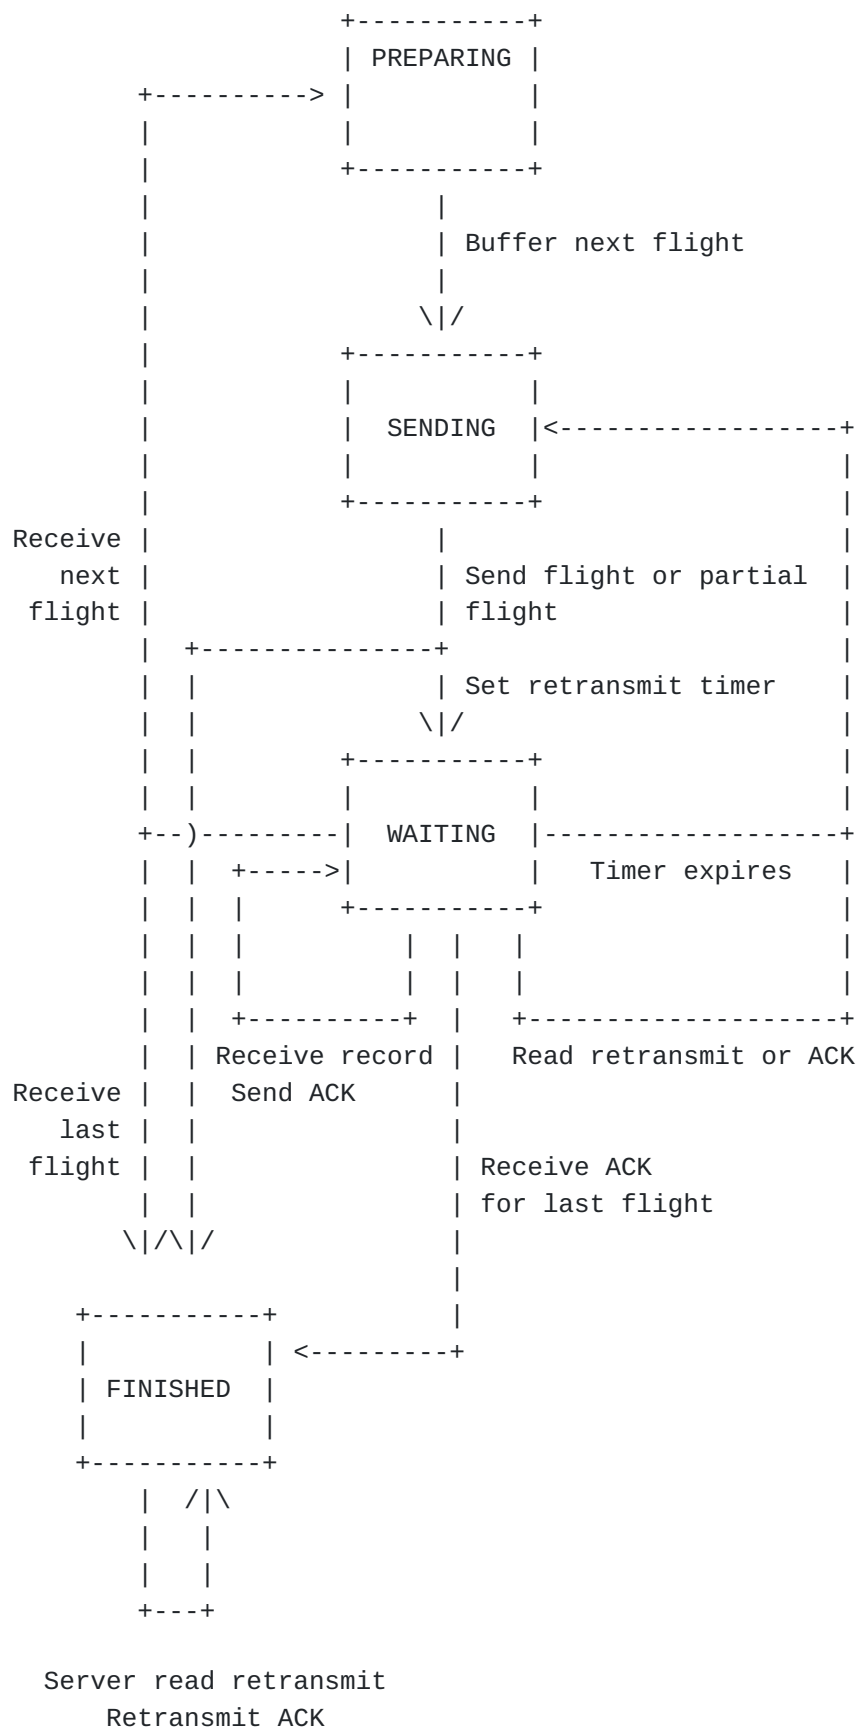 PREPARING
Buffer next flight
SENDING
Receive
next
flight
Send flight or partial
flight
Set retransmit timer
WAITING
Timer expires
Receive record
Send ACK
Read retransmit or ACK
Receive
last
flight
Receive ACK
for last flight
FINISHED
Server read retransmit
Retransmit ACK